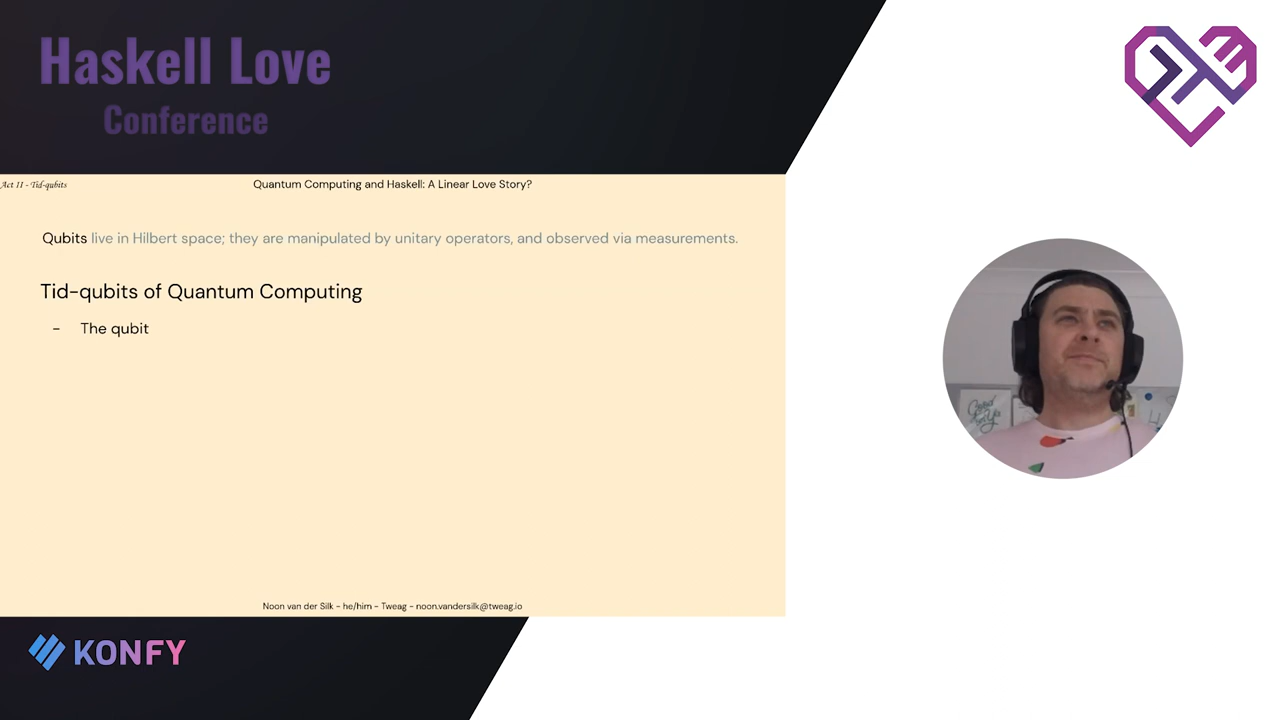 Haskell Love
Conference
Act II - Tid-qubits
Quantum Computing and Haskell: A Linear Love Story?
Qubits live in Hilbert space; they are manipulated by unitary operators, and observed via measurements.
Tid-qubits of Quantum Computing
- The qubit
Noon van der Silk - he/him - Tweag - noon.vandersilk@tweag.io
KONFY